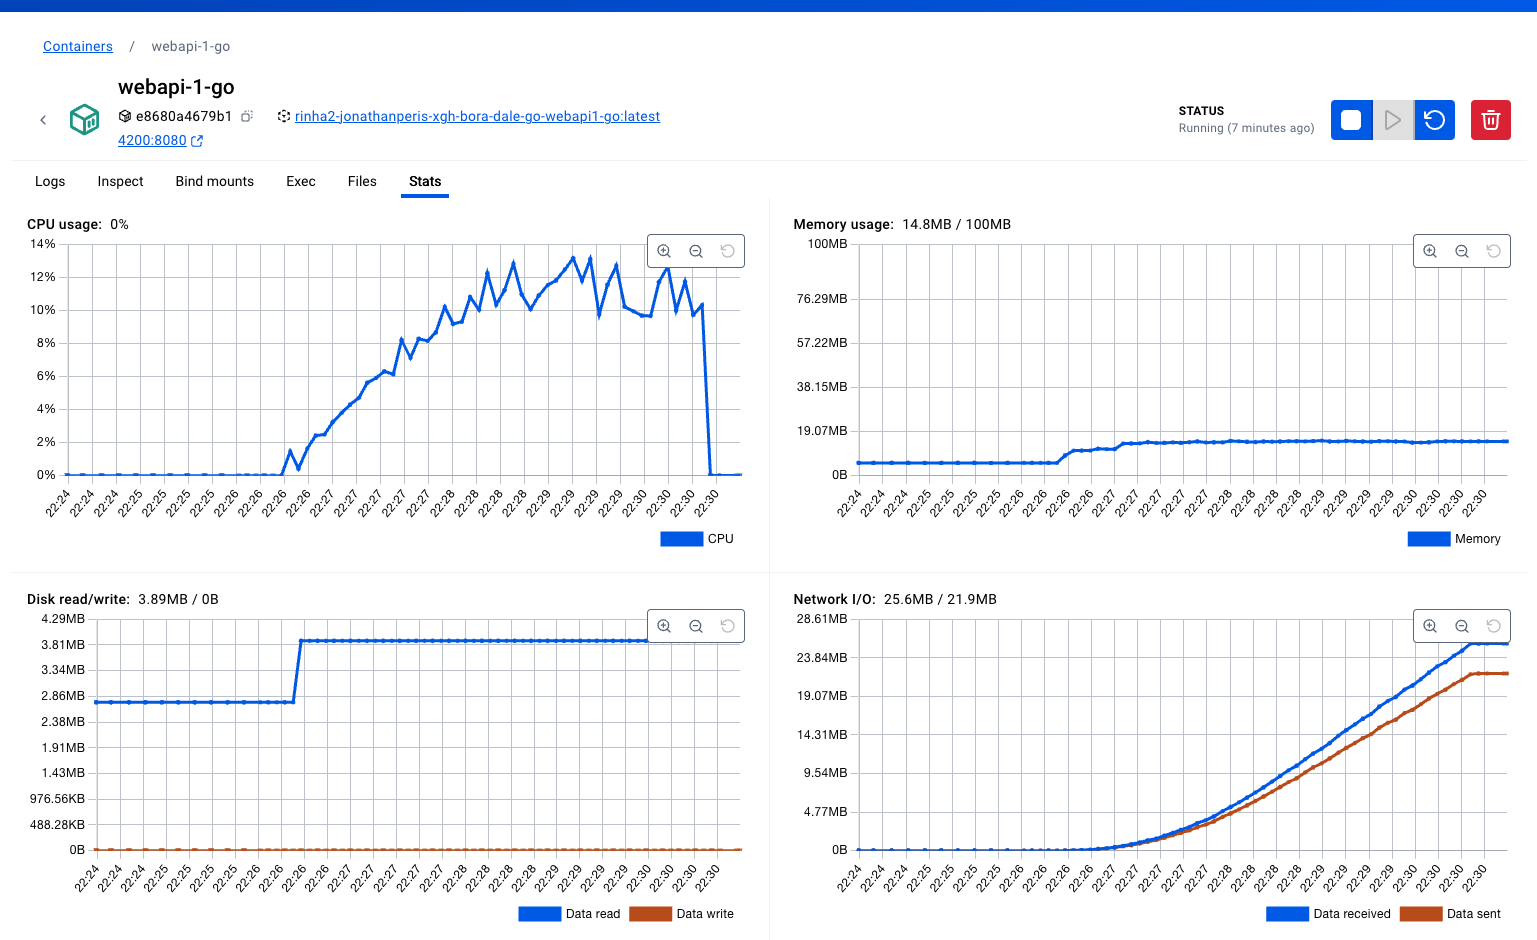 Containers / webapi-1-go
webapi-1-go
e8680a4679b1 rinha2-jonathanperis-xgh-bora-dale-go-webapi1-go:latest
4200:8080
STATUS
Running (7 minutes ago)
Logs Inspect Bind mounts Exec Files Stats
CPU usage: 0%
14%
12%
10%
8%
6%
4%
2%
0%
22:24 22:24 22:24 22:25 22:25 22:25 22:25 22:26 22:26 22:26 22:26 22:27 22:27 22:27 22:27 22:27 22:28 22:28 22:28 22:28 22:29 22:29 22:29 22:29 22:30 22:30 22:30 22:30
CPU
Memory usage: 14.8MB / 100MB
100MB
76.29MB
57.22MB
38.15MB
19.07MB
0B
22:24 22:24 22:24 22:25 22:25 22:25 22:25 22:26 22:26 22:26 22:26 22:27 22:27 22:27 22:27 22:27 22:28 22:28 22:28 22:28 22:29 22:29 22:29 22:29 22:30 22:30 22:30 22:30
Memory
Disk read/write: 3.89MB / 0B
4.29MB
3.81MB
3.34MB
2.86MB
2.38MB
1.91MB
1.43MB
976.56KB
488.28KB
0B
22:24 22:24 22:24 22:25 22:25 22:25 22:25 22:26 22:26 22:26 22:26 22:27 22:27 22:27 22:27 22:27 22:28 22:28 22:28 22:28 22:29 22:29 22:29 22:29 22:30 22:30 22:30 22:30
Data read Data write
Network I/O: 25.6MB / 21.9MB
28.61MB
23.84MB
19.07MB
14.31MB
9.54MB
4.77MB
0B
22:24 22:24 22:24 22:25 22:25 22:25 22:25 22:26 22:26 22:26 22:26 22:27 22:27 22:27 22:27 22:27 22:28 22:28 22:28 22:28 22:29 22:29 22:29 22:29 22:30 22:30 22:30 22:30
Data received Data sent